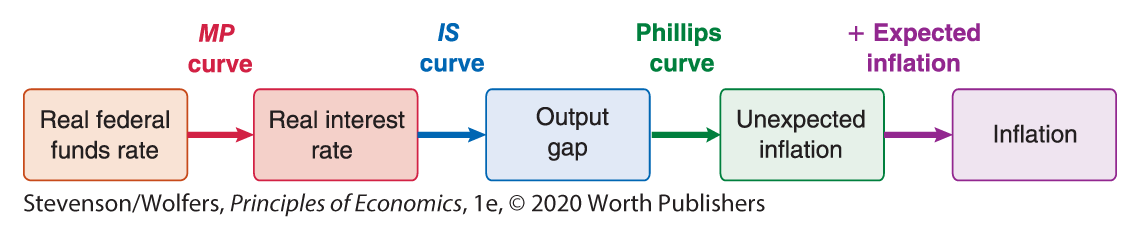 MP
curve
IS
curve
Phillips
curve
+ Expected
inflation
Real federal
funds rate
Real interest
rate
Output
gap
Unexpected
inflation
Inflation
Stevenson/Wolfers, Principles of Economics, 1e, © 2020 Worth Publishers